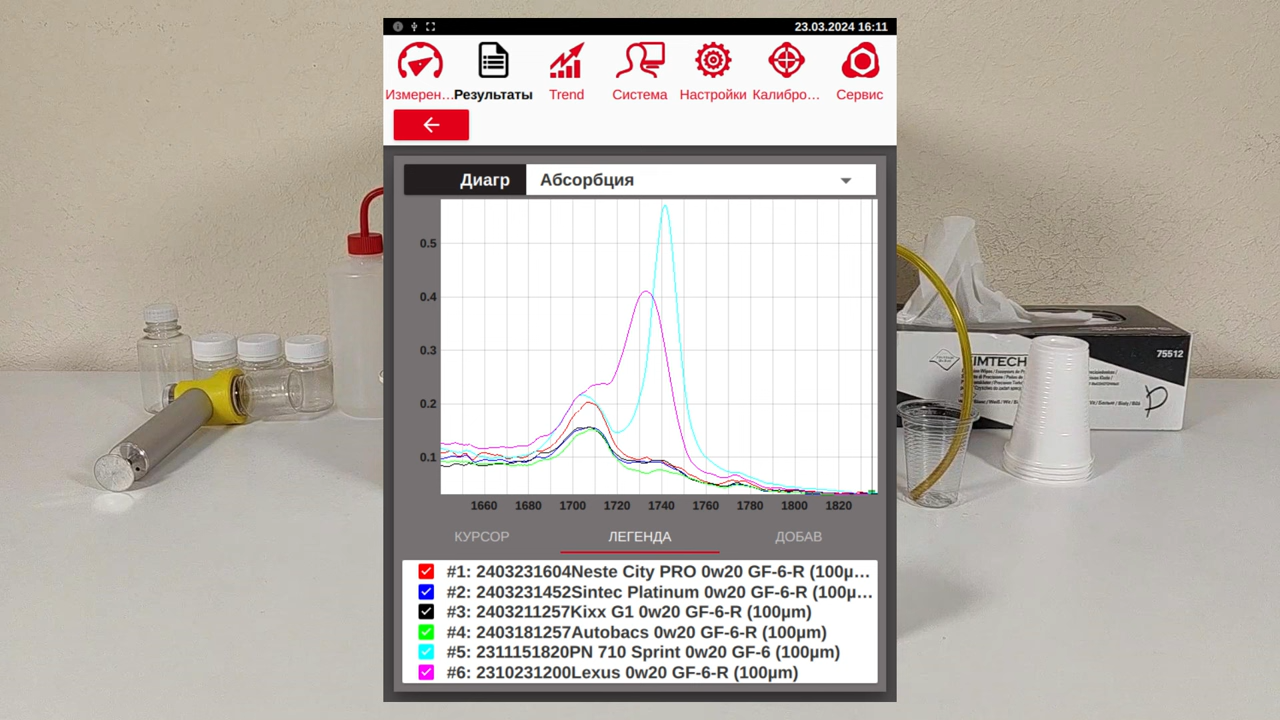 23.03.2024 16:11
Измерен… Результаты Trend Система Настройки Калибро… Сервис
Диагр Абсорбция
0.5
0.4
0.3
0.2
0.1
1660 1680 1700 1720 1740 1760 1780 1800 1820
КУРСОР ЛЕГЕНДА ДОБАВ
#1: 2403231604Neste City PRO 0w20 GF-6-R (100µ…
#2: 2403231452Sintec Platinum 0w20 GF-6-R (100µ…
#3: 2403211257Kixx G1 0w20 GF-6-R (100µm)
#4: 2403181257Autobacs 0w20 GF-6-R (100µm)
#5: 2311151820PN 710 Sprint 0w20 GF-6 (100µm)
#6: 2310231200Lexus 0w20 GF-6-R (100µm)
75512
IMTECH